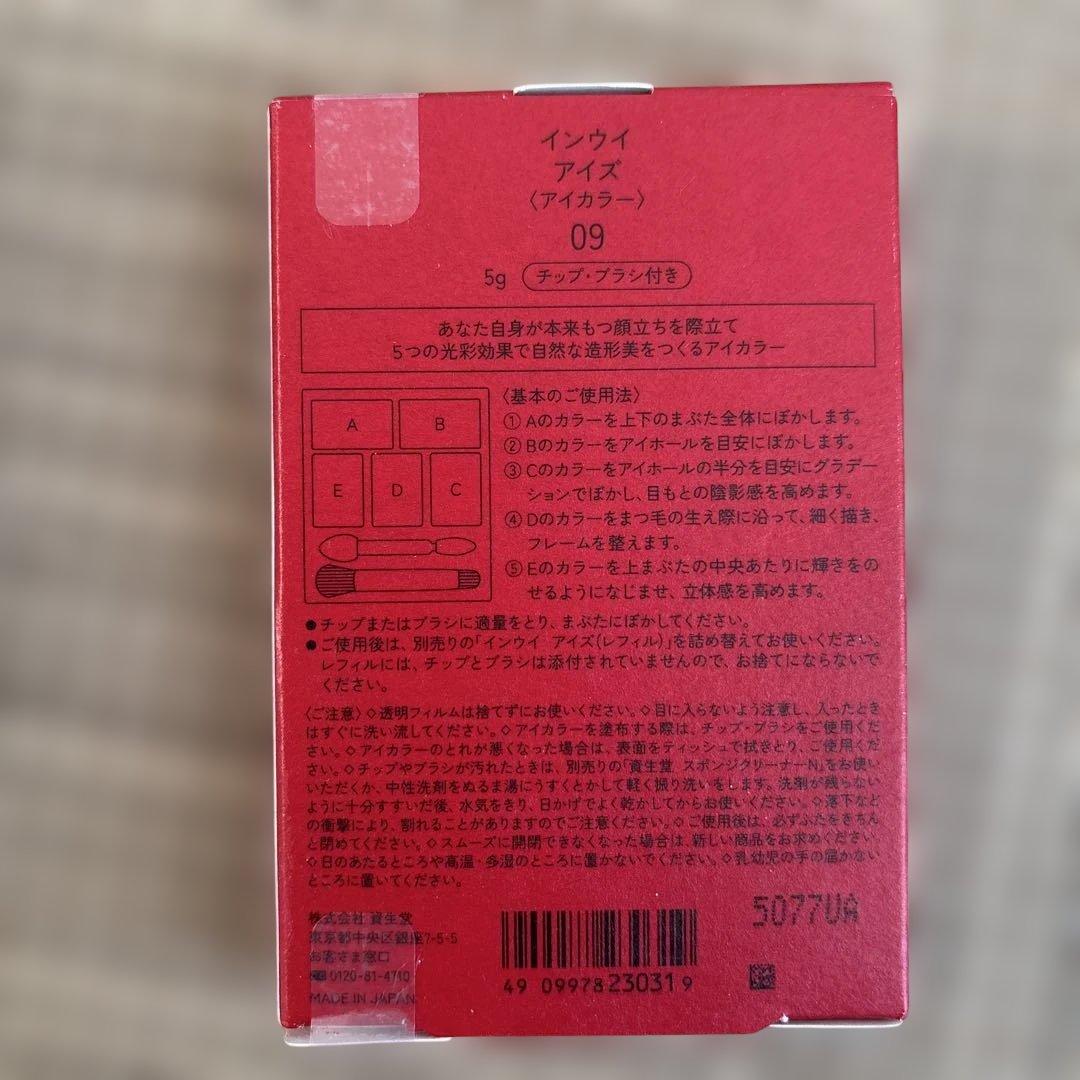 インウイ
アイズ
〈アイカラー〉
09
5g チップ・ブラシ付き
あなた自身が本来もつ顔立ちを際立て
5つの光彩効果で自然な造形美をつくるアイカラー
A B
E D C
〈基本のご使用法〉
① Aのカラーを上下のまぶた全体にぼかします。
② Bのカラーをアイホールを目安にぼかします。
③ Cのカラーをアイホールの半分を目安にグラデー
ションでぼかし、目もとの陰影感を高めます。
④ Dのカラーをまつ毛の生え際に沿って、細く描き、
フレームを整えます。
⑤ Eのカラーを上まぶたの中央あたりに輝きをの
せるようになじませ、立体感を高めます。
●チップまたはブラシに適量をとり、まぶたにぼかしてください。
●ご使用後は、別売りの「インウイ アイズ(レフィル)」を詰め替えてお使いください。
レフィルには、チップとブラシは添付されていませんので、お捨てにならないで
ください。
〈ご注意〉◇透明フィルムは捨てずにお使いください。◇目に入らないよう注意し、入ったとき
はすぐに洗い流してください。◇アイカラーを塗布する際は、チップ・ブラシをご使用くだ
さい。◇アイカラーのとれが悪くなった場合は、表面をティッシュで拭きとり、ご使用くだ
さい。◇チップやブラシが汚れたときは、別売りの「資生堂 スポンジクリーナーN」をお使い
いただくか、中性洗剤をぬるま湯にうすくとかして軽く振り洗いをします。洗剤が残らない
ように十分すすいだ後、水気をきり、日かげでよく乾かしてからお使いください。◇落下など
の衝撃により、割れることがありますのでご注意ください。◇ご使用後は、必ずふたをきちん
と閉めてください。◇スムーズに開閉できなくなった場合は、新しい商品をお求めください。
◇日のあたるところや高温・多湿のところに置かないでください。◇乳幼児の手の届かない
ところに置いてください。
株式会社 資生堂
東京都中央区銀座7-5-5
お客さま窓口
0120-81-4710
MADE IN JAPAN
5077UA
49 09978 23031 9